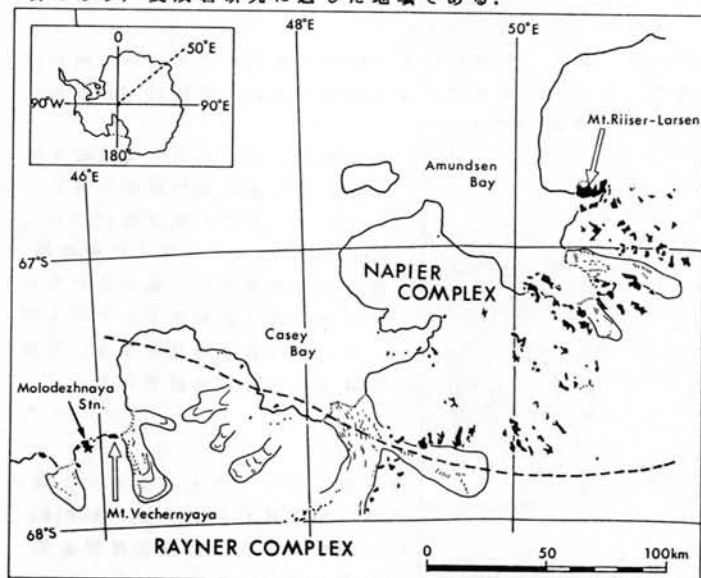 48°E
50°E
0
50°E
90°W
90°E
180°
46°E
Mt.Riiser-Larsen
Amundsen
Bay
67°S
NAPIER
COMPLEX
Casey
Bay
Molodezhnaya
Stn.
Mt.Vechernyaya
68°S
RAYNER COMPLEX
0
50
100km